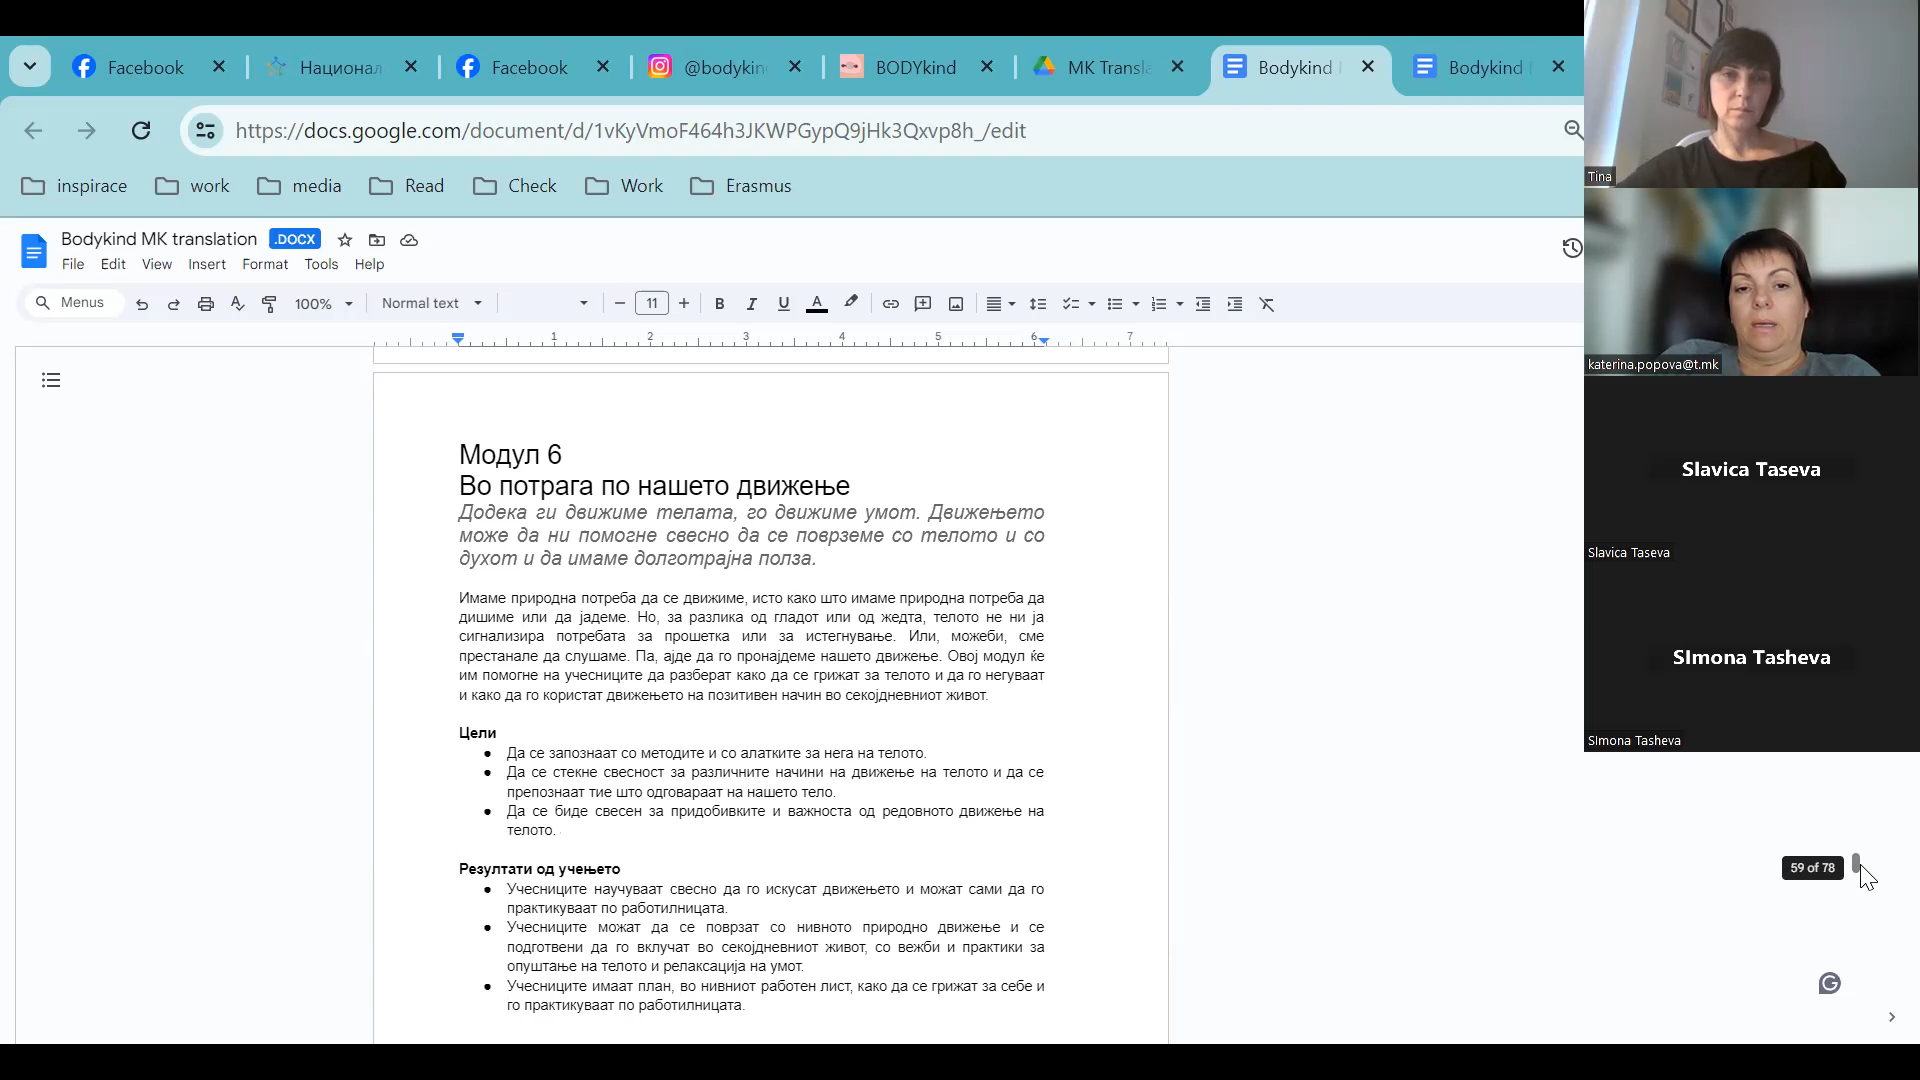 Facebook
Национал
Facebook
@bodykin
BODYkind
MK Transla
Bodykind
Bodykind
https://docs.google.com/document/d/1vKyVmoF464h3JKWPGypQ9jHk3Qxvp8h_/edit
inspirace
work
media
Read
Check
Work
Erasmus
Bodykind MK translation .DOCX
File Edit View Insert Format Tools Help
Menus 100% Normal text 11 B I U A
1 2 3 4 5 6 7
Модул 6
Во потрага по нашето движење
Додека ги движиме телата, го движиме умот. Движењето
може да ни помогне свесно да се поврземе со телото и со
духот и да имаме долготрајна полза.
Имаме природна потреба да се движиме, исто како што имаме природна потреба да
дишиме или да јадеме. Но, за разлика од гладот или од жедта, телото не ни ја
сигнализира потребата за прошетка или за истегнување. Или, можеби, сме
престанале да слушаме. Па, ајде да го пронајдеме нашето движење. Овој модул ќе
им помогне на учесниците да разберат како да се грижат за телото и да го негуваат
и како да го користат движењето на позитивен начин во секојдневниот живот.
Цели
● Да се запознаат со методите и со алатките за нега на телото.
● Да се стекне свесност за различните начини на движење на телото и да се
препознаат тие што одговараат на нашето тело.
● Да се биде свесен за придобивките и важноста од редовното движење на
телото.
Резултати од учењето
● Учесниците научуваат свесно да го искусат движењето и можат сами да го
практикуваат по работилницата.
● Учесниците можат да се поврзат со нивното природно движење и се
подготвени да го вклучат во секојдневниот живот, со вежби и практики за
опуштање на телото и релаксација на умот.
● Учесниците имаат план, во нивниот работен лист, како да се грижат за себе и
го практикуваат по работилницата.
59 of 78
Tina
katerina.popova@t.mk
Slavica Taseva
Slavica Taseva
SImona Tasheva
SImona Tasheva